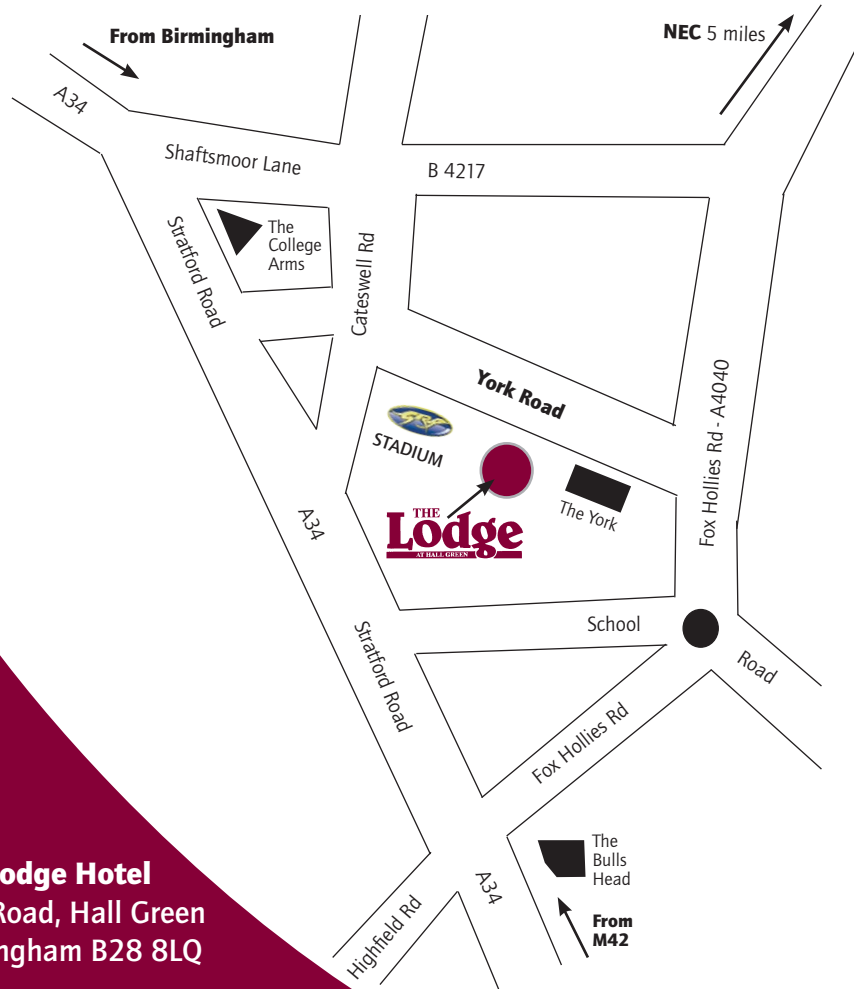 From Birmingham
NEC 5 miles
A34
Shaftsmoor Lane
B 4217
The
College
Arms
Stratford Road
Cateswell Rd
York Road
Fox Hollies Rd - A4040
STADIUM
THE
Lodge
AT HALL GREEN
The York
A34
School
Road
Stratford Road
Fox Hollies Rd
The
Bulls
Head
A34
From
M42
Highfield Rd
odge Hotel
Road, Hall Green
ngham B28 8LQ